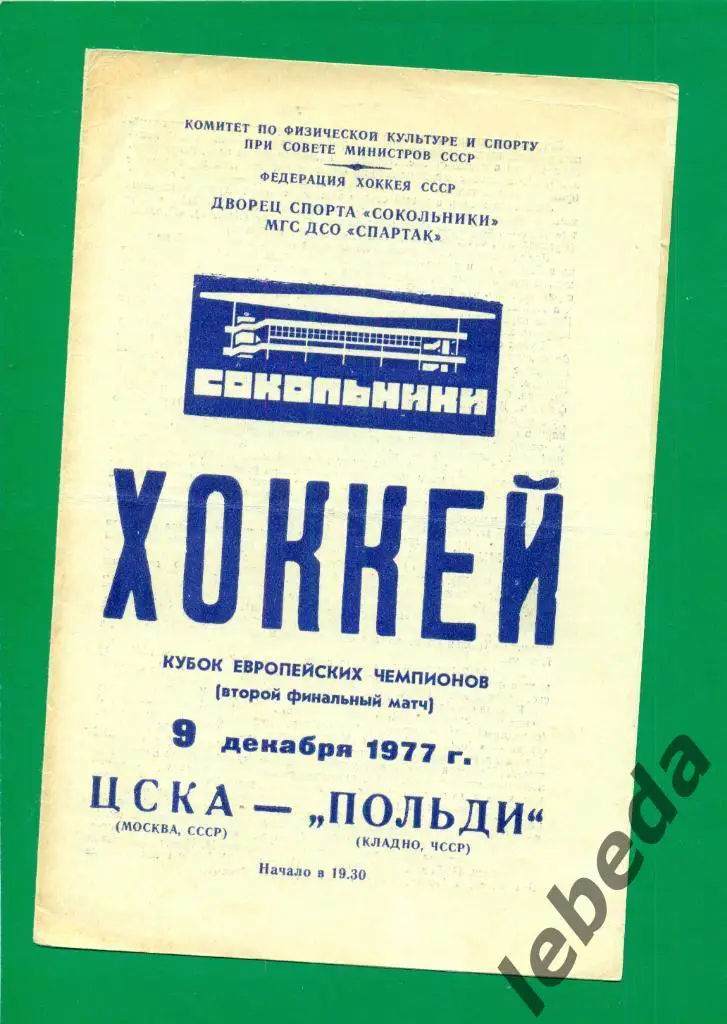 КОМИТЕТ ПО ФИЗИЧЕСКОЙ КУЛЬТУРЕ И СПОРТУ
ПРИ СОВЕТЕ МИНИСТРОВ СССР
ФЕДЕРАЦИЯ ХОККЕЯ СССР
ДВОРЕЦ СПОРТА «СОКОЛЬНИКИ»
МГС ДСО «СПАРТАК»
СОКОЛЬНИКИ
ХОККЕЙ
КУБОК ЕВРОПЕЙСКИХ ЧЕМПИОНОВ
(второй финальный матч)
9 декабря 1977 г.
ЦСКА — „ПОЛЬДИ“
(МОСКВА, СССР) (КЛАДНО, ЧССР)
Начало в 19.30
lebeda